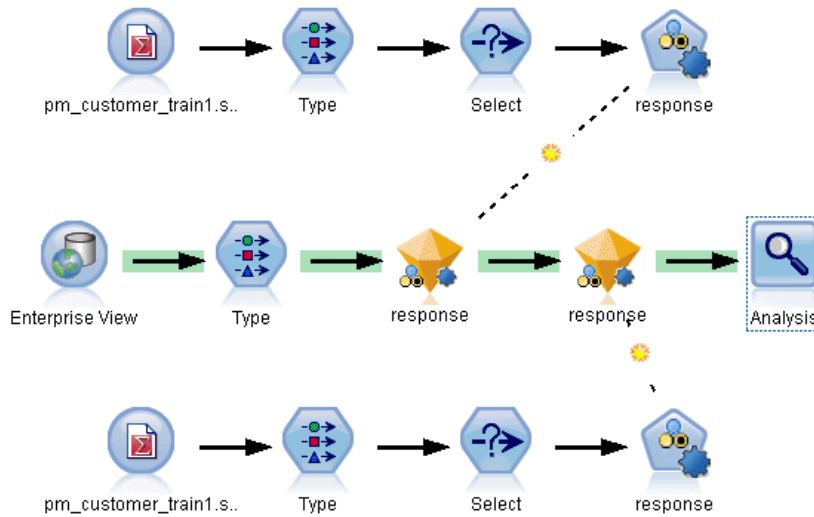 pm_customer_train1.s..
Type
Select
response
Enterprise View
Type
response
response
Analysis
pm_customer_train1.s..
Type
Select
response